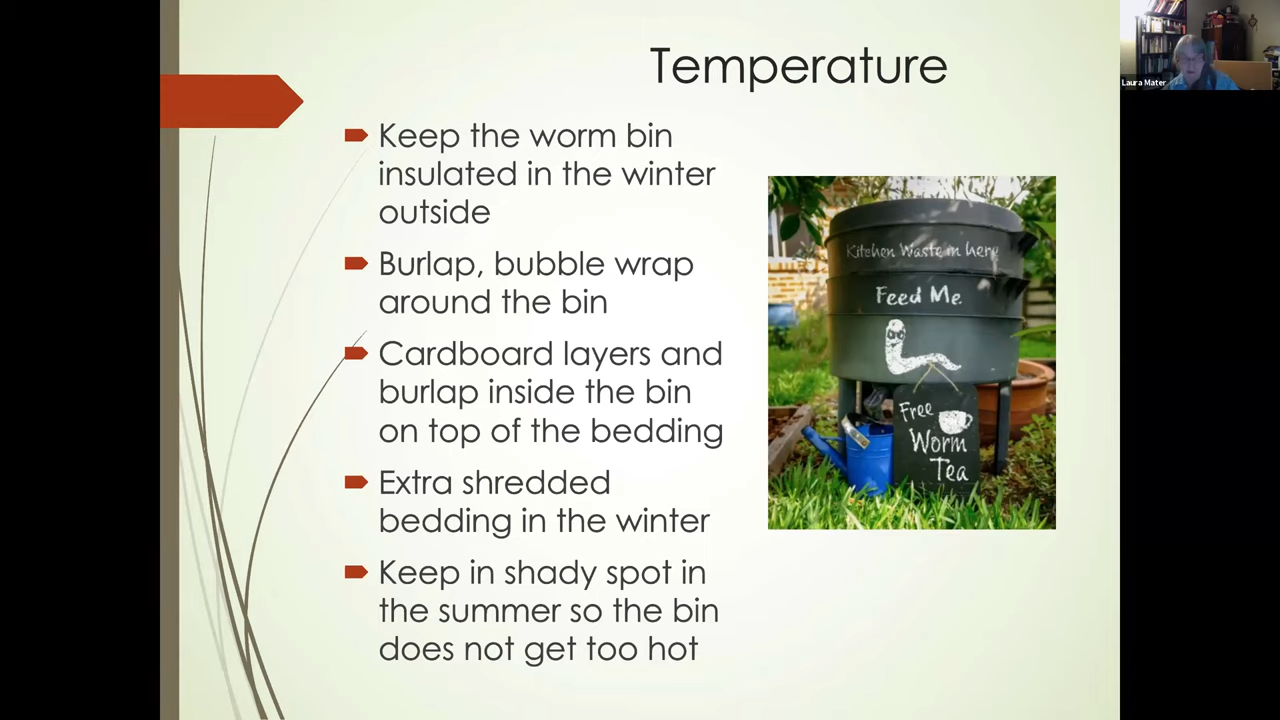 Temperature
Laura Mater
Keep the worm bin
insulated in the winter
outside
Burlap, bubble wrap
around the bin
Cardboard layers and
burlap inside the bin
on top of the bedding
Extra shredded
bedding in the winter
Keep in shady spot in
the summer so the bin
does not get too hot
Kitchen Waste in here
Feed Me
Free
Worm
Tea